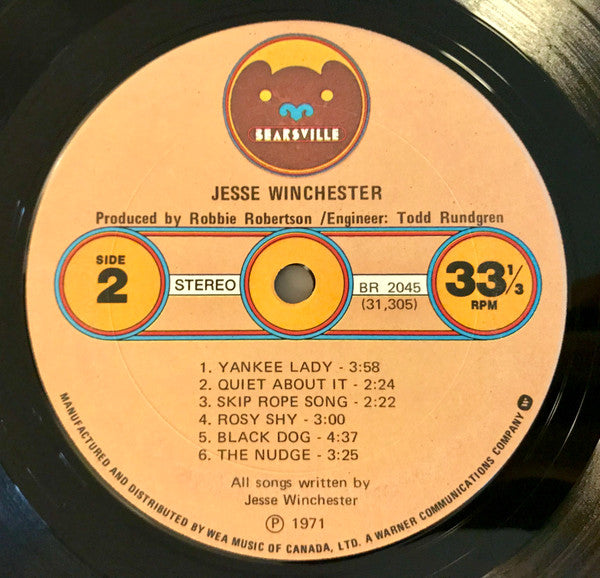 BEARSVILLE
JESSE WINCHESTER
Produced by Robbie Robertson /Engineer: Todd Rundgren
SIDE
2
STEREO
BR 2045
(31,305)
33 1/3
RPM
1. YANKEE LADY - 3:58
2. QUIET ABOUT IT - 2:24
3. SKIP ROPE SONG - 2:22
4. ROSY SHY - 3:00
5. BLACK DOG - 4:37
6. THE NUDGE - 3:25
All songs written by
Jesse Winchester
Ⓟ 1971
MANUFACTURED AND DISTRIBUTED BY WEA MUSIC OF CANADA, LTD. A WARNER COMMUNICATIONS COMPANY